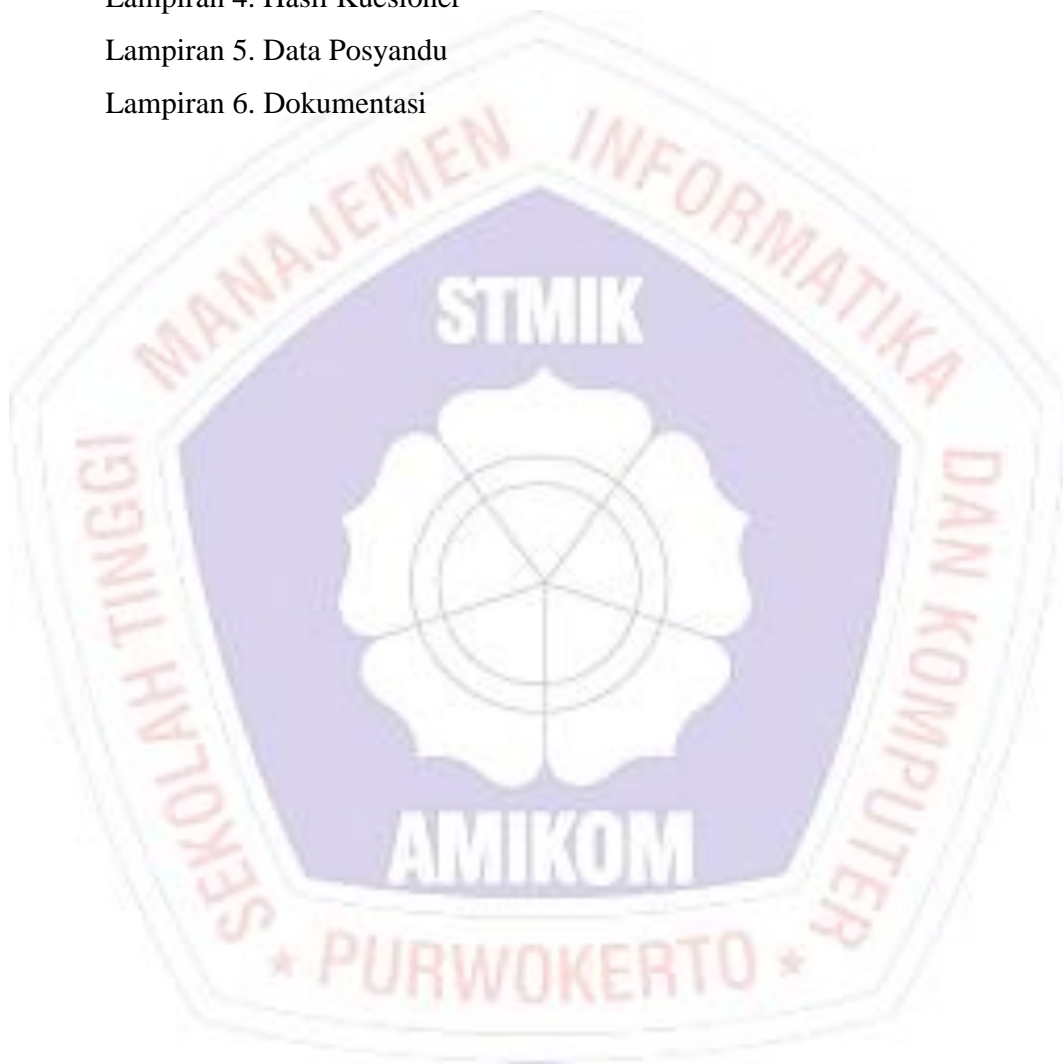 Lampiran 4. Hasil Kuesioner
Lampiran 5. Data Posyandu
Lampiran 6. Dokumentasi
SEKOLAH TINGGI MANAJEMEN INFORMATIKA DAN KOMPUTER
STMIK
AMIKOM
* PURWOKERTO *